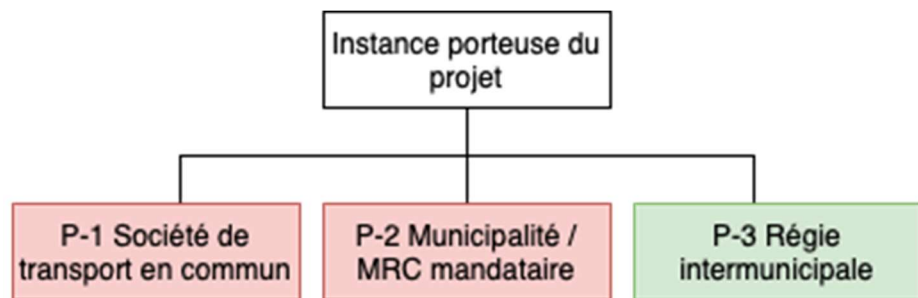 Instance porteuse du
projet
P-1 Société de
transport en commun
P-2 Municipalité /
MRC mandataire
P-3 Régie
intermunicipale